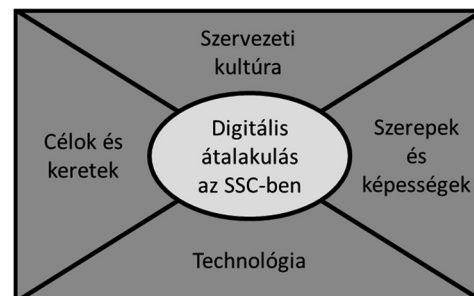 Szervezeti
kultúra
Célok és
keretek
Digitális
átalakulás
az SSC-ben
Szerepek
és
képességek
Technológia